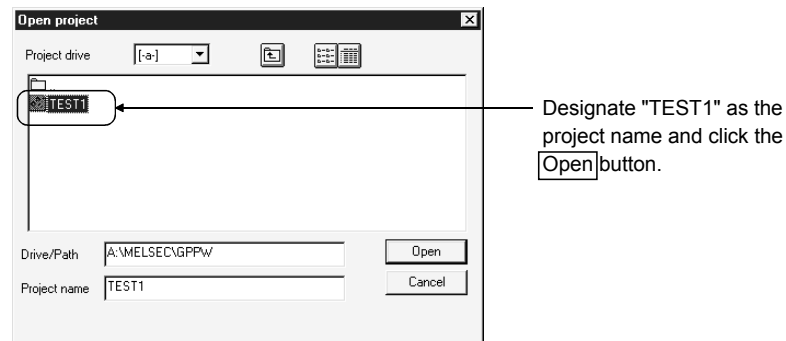 Open project
Project drive [-a-]
..
TEST1
Designate "TEST1" as the
project name and click the
Open button.
Drive/Path A:\MELSEC\GPPW Open
Project name TEST1 Cancel